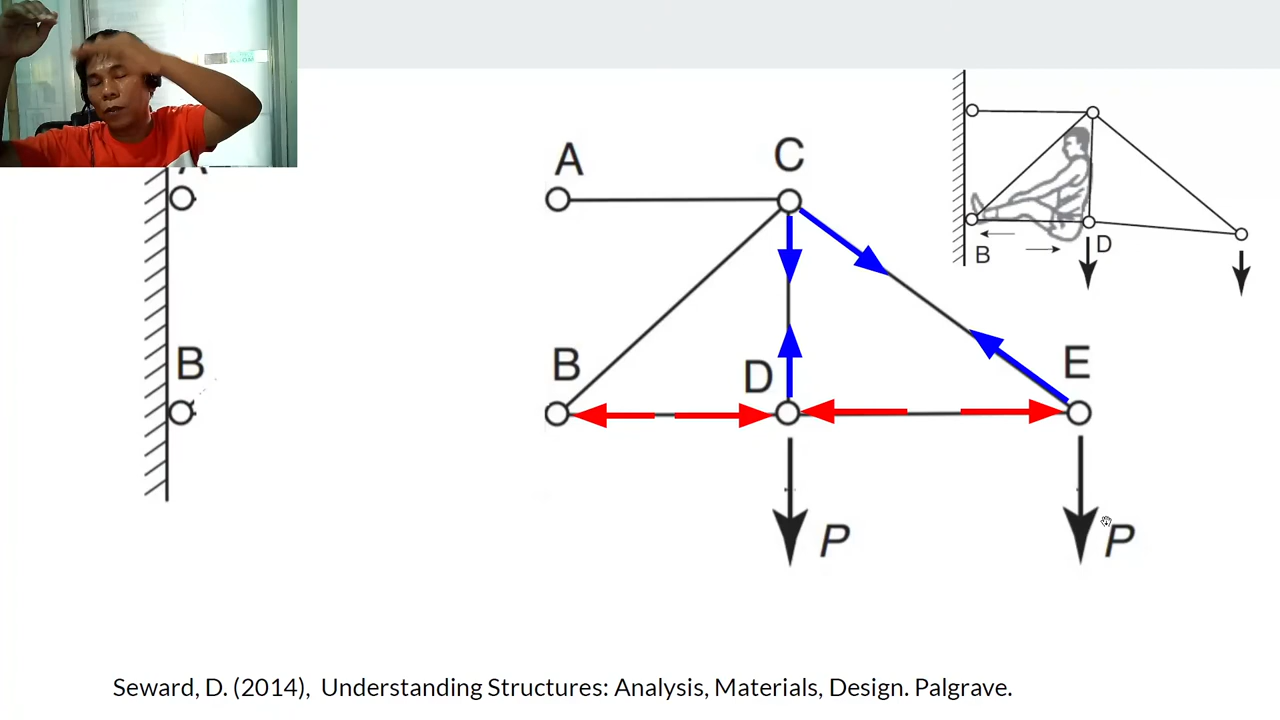 A
C
B
D
B
B
D
E
P
P
Seward, D. (2014), Understanding Structures: Analysis, Materials, Design. Palgrave.